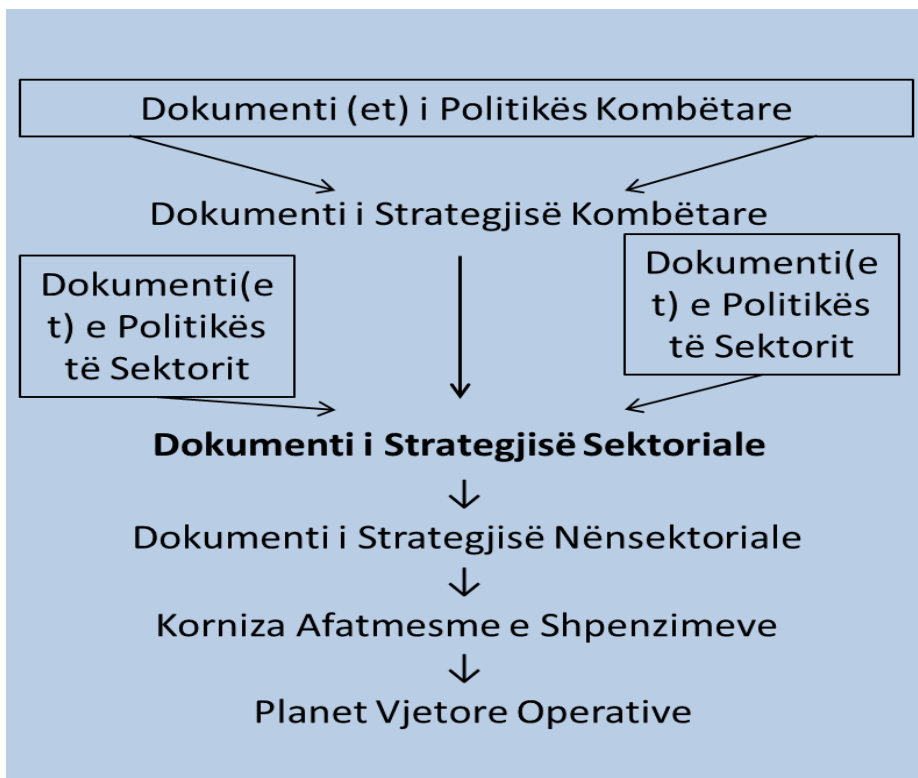 Dokumenti (et) i Politikës Kombëtare
Dokumenti i Strategjisë Kombëtare
Dokumenti(e
t) e Politikës
të Sektorit
Dokumenti(e
t) e Politikës
të Sektorit
Dokumenti i Strategjisë Sektoriale
Dokumenti i Strategjisë Nënsektoriale
Korniza Afatmesme e Shpenzimeve
Planet Vjetore Operative